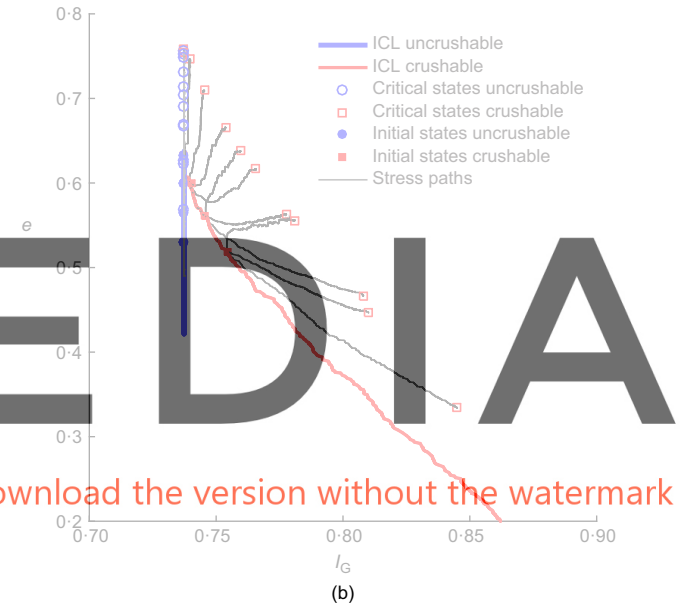 0·8
0·7
0·6
0·5
0·4
0·3
0·2
e
ICL uncrushable
ICL crushable
Critical states uncrushable
Critical states crushable
Initial states uncrushable
Initial states crushable
Stress paths
EDIA
ownload the version without the watermark
0·70
0·75
0·80
0·85
0·90
IG
(b)